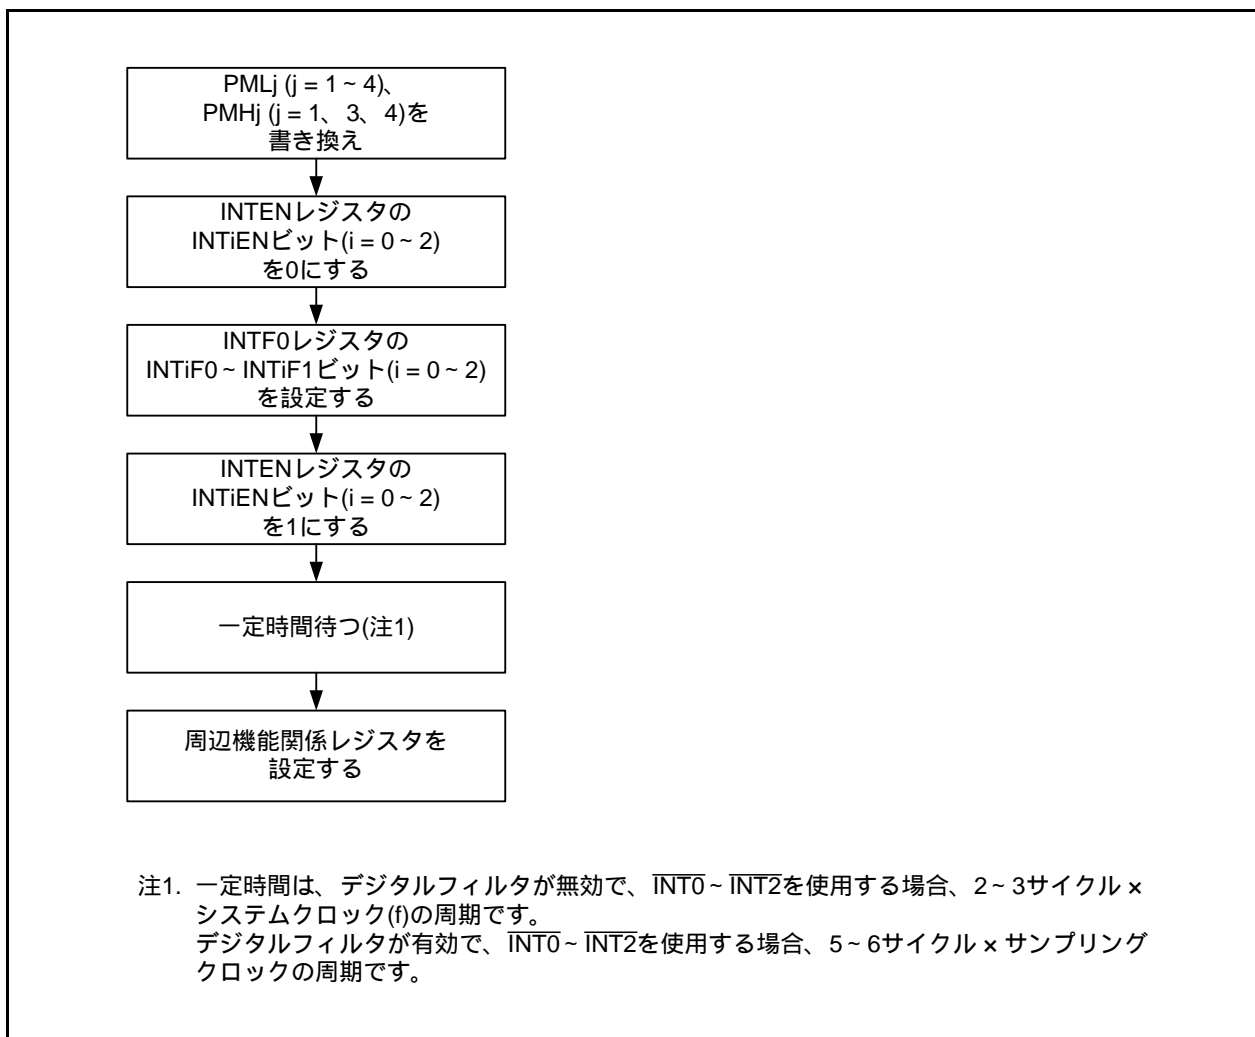 PMLj (j = 1 ~ 4)、
PMHj (j = 1、3、4)を
書き換え
INTENレジスタの
INTiENビット(i = 0 ~ 2)
を0にする
INTF0レジスタの
INTiF0 ~ INTiF1ビット(i = 0 ~ 2)
を設定する
INTENレジスタの
INTiENビット(i = 0 ~ 2)
を1にする
一定時間待つ(注1)
周辺機能関係レジスタを
設定する
注1. 一定時間は、デジタルフィルタが無効で、INT0 ~ INT2を使用する場合、2 ~ 3サイクル ×
システムクロック(f)の周期です。
デジタルフィルタが有効で、INT0 ~ INT2を使用する場合、5 ~ 6サイクル × サンプリング
クロックの周期です。